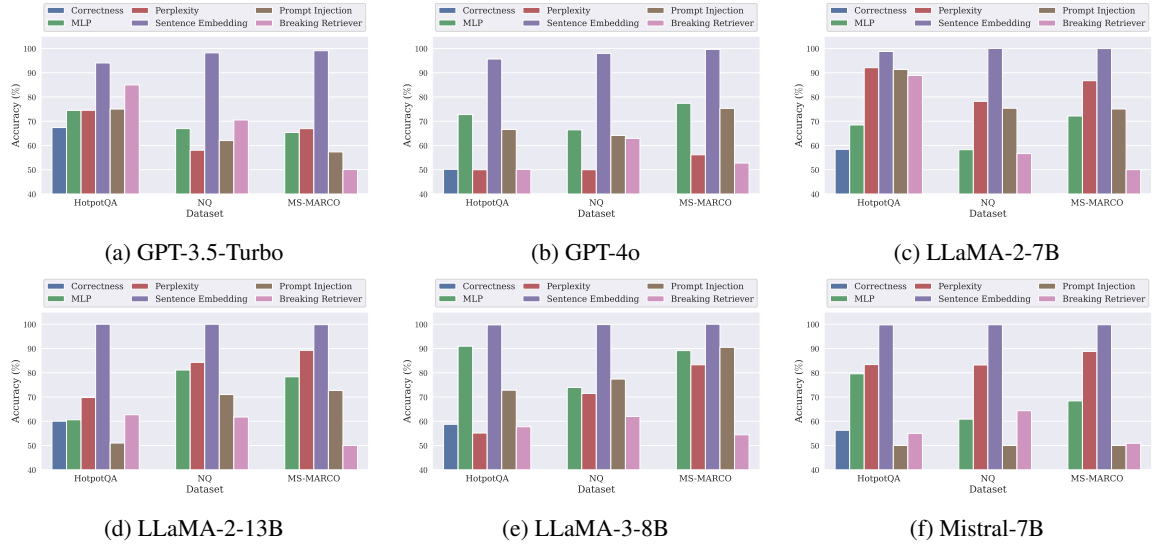 Correctness Perplexity Prompt Injection
MLP Sentence Embedding Breaking Retriever
100
90
80
70
60
50
40
Accuracy (%)
HotpotQA NQ MS-MARCO
Dataset
(a) GPT-3.5-Turbo
Correctness Perplexity Prompt Injection
MLP Sentence Embedding Breaking Retriever
100
90
80
70
60
50
40
Accuracy (%)
HotpotQA NQ MS-MARCO
Dataset
(b) GPT-4o
Correctness Perplexity Prompt Injection
MLP Sentence Embedding Breaking Retriever
100
90
80
70
60
50
40
Accuracy (%)
HotpotQA NQ MS-MARCO
Dataset
(c) LLaMA-2-7B
Correctness Perplexity Prompt Injection
MLP Sentence Embedding Breaking Retriever
100
90
80
70
60
50
40
Accuracy (%)
HotpotQA NQ MS-MARCO
Dataset
(d) LLaMA-2-13B
Correctness Perplexity Prompt Injection
MLP Sentence Embedding Breaking Retriever
100
90
80
70
60
50
40
Accuracy (%)
HotpotQA NQ MS-MARCO
Dataset
(e) LLaMA-3-8B
Correctness Perplexity Prompt Injection
MLP Sentence Embedding Breaking Retriever
100
90
80
70
60
50
40
Accuracy (%)
HotpotQA NQ MS-MARCO
Dataset
(f) Mistral-7B